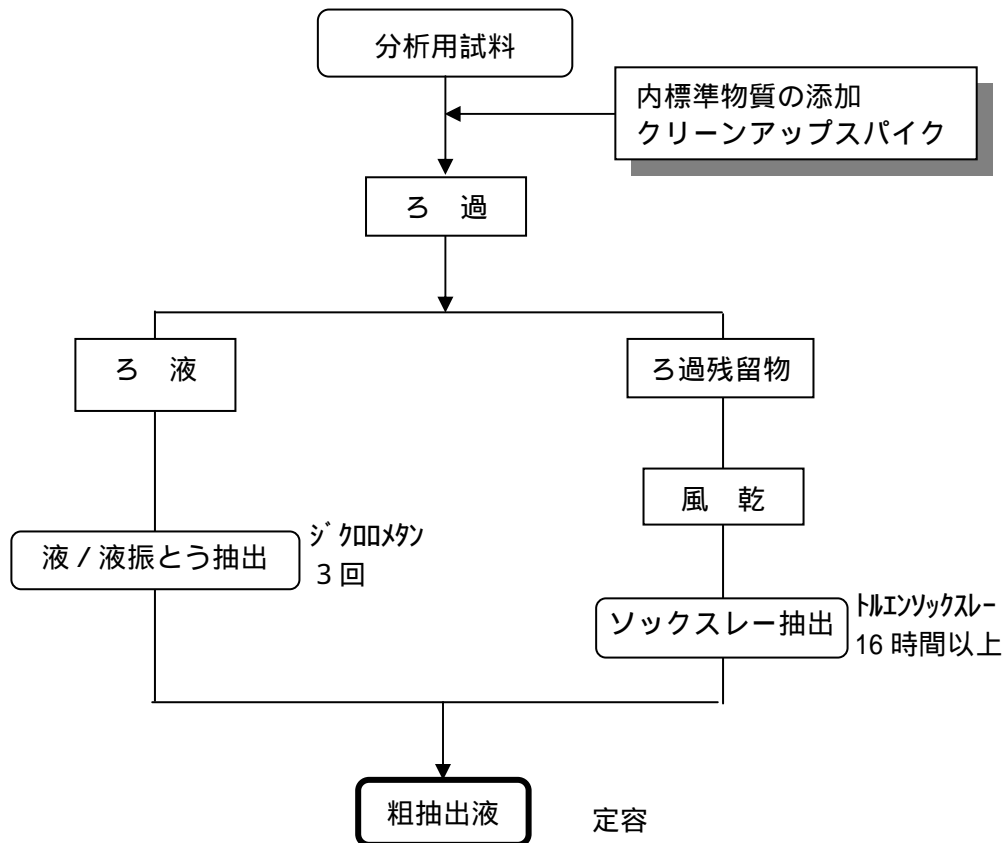 分析用試料
内標準物質の添加
クリーンアップスパイク
ろ　過
ろ　液
ろ過残留物
風　乾
液／液振とう抽出
ｼﾞｸﾛﾛﾒﾀﾝ
３回
ソックスレー抽出
ﾄﾙｴﾝｿｯｸｽﾚｰ
16 時間以上
粗抽出液
定容